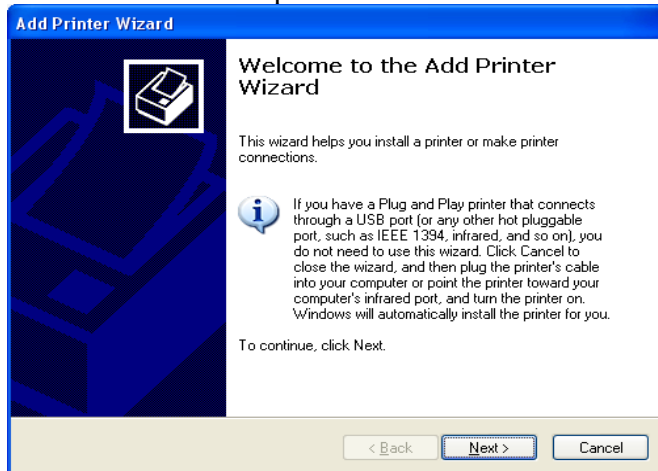 Add Printer Wizard
Welcome to the Add Printer
Wizard
This wizard helps you install a printer or make printer
connections.
If you have a Plug and Play printer that connects
through a USB port (or any other hot pluggable
port, such as IEEE 1394, infrared, and so on), you
do not need to use this wizard. Click Cancel to
close the wizard, and then plug the printer's cable
into your computer or point the printer toward your
computer's infrared port, and turn the printer on.
Windows will automatically install the printer for you.
To continue, click Next.
< Back Next > Cancel